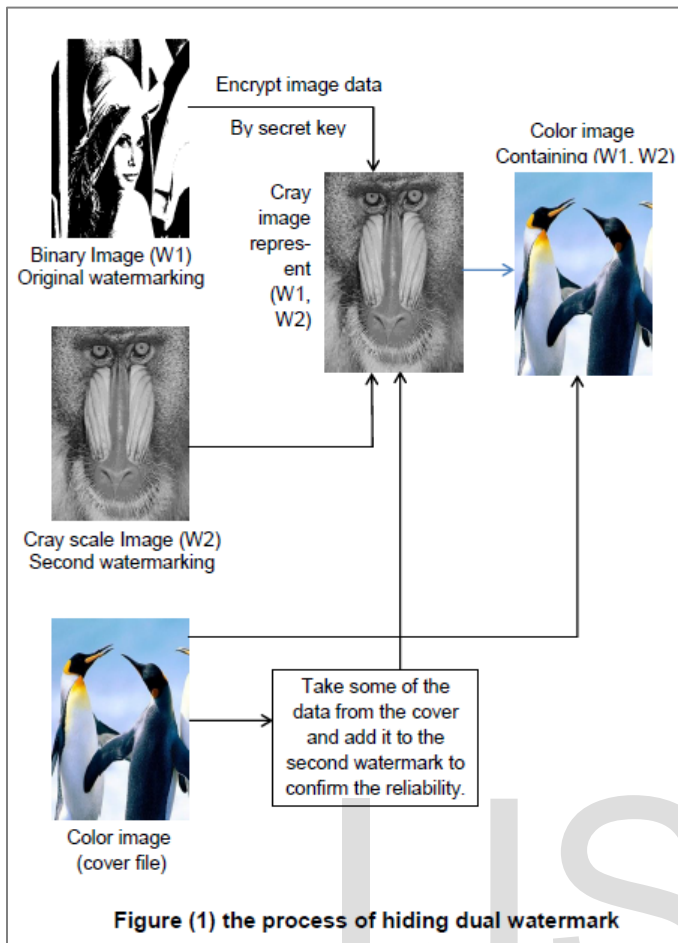 Encrypt image data
By secret key
Color image
Containing (W1, W2)
Cray
image
repres-
ent
(W1,
W2)
Binary Image (W1)
Original watermarking
Cray scale Image (W2)
Second watermarking
Take some of the
data from the cover
and add it to the
second watermark to
confirm the reliability.
Color image
(cover file)
Figure (1) the process of hiding dual watermark